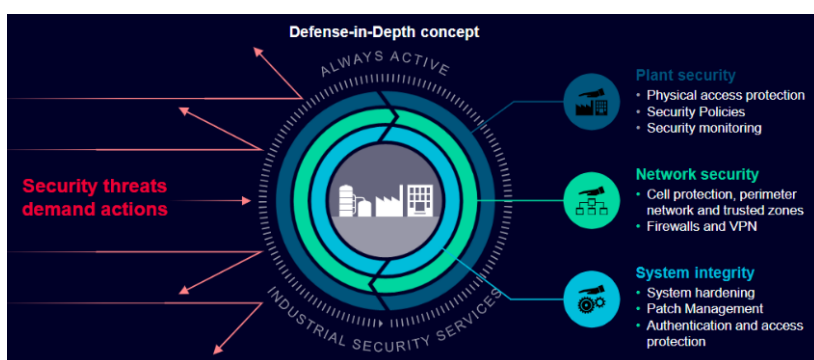 Defense-in-Depth concept
ALWAYS ACTIVE
Security threats
demand actions
INDUSTRIAL SECURITY SERVICES
Plant security
• Physical access protection
• Security Policies
• Security monitoring
Network security
• Cell protection, perimeter
network and trusted zones
• Firewalls and VPN
System integrity
• System hardening
• Patch Management
• Authentication and access
protection